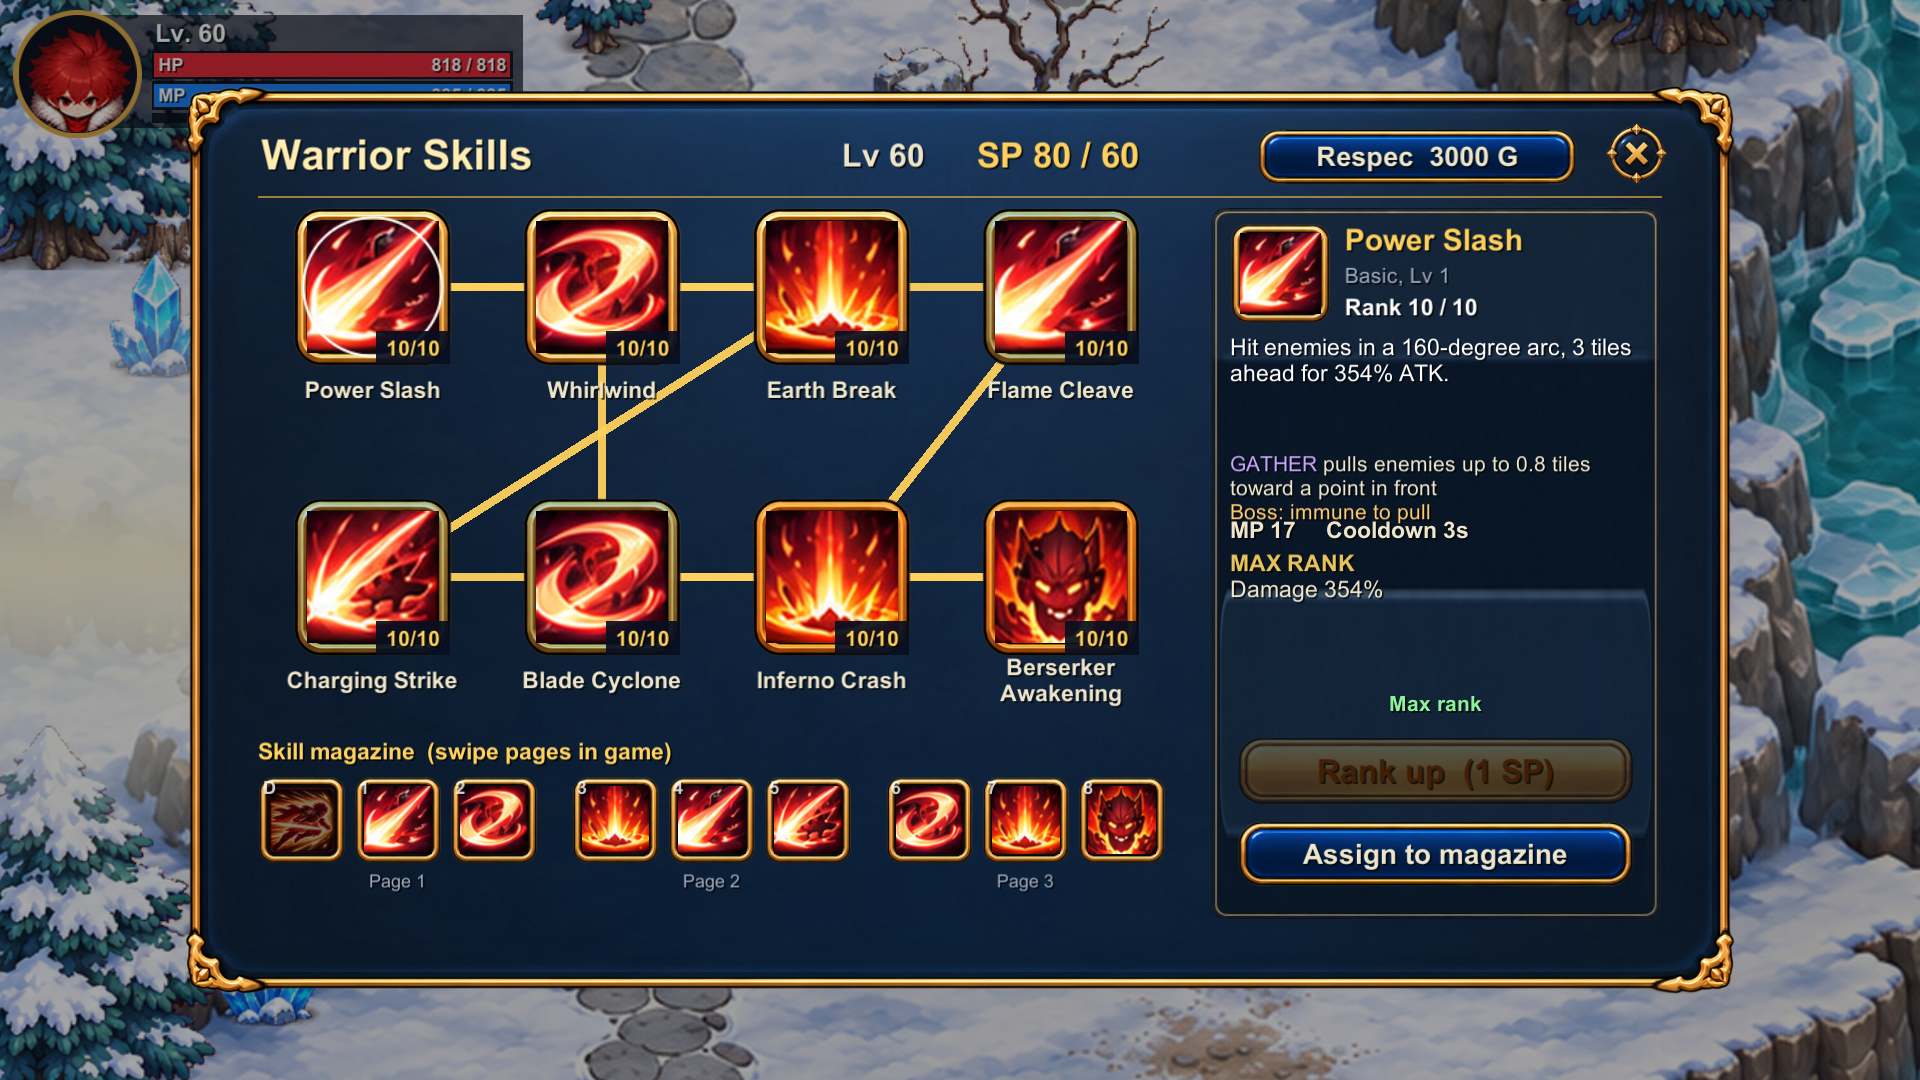 Lv. 60
HP 818 / 818
MP
Warrior Skills
Lv 60
SP 80 / 60
Respec 3000 G
10/10
10/10
10/10
10/10
Power Slash
Whirlwind
Earth Break
Flame Cleave
10/10
10/10
10/10
10/10
Charging Strike
Blade Cyclone
Inferno Crash
Berserker
Awakening
Skill magazine (swipe pages in game)
D
1
2
3
4
5
6
7
8
Page 1
Page 2
Page 3
Power Slash
Basic, Lv 1
Rank 10 / 10
Hit enemies in a 160-degree arc, 3 tiles
ahead for 354% ATK.
GATHER pulls enemies up to 0.8 tiles
toward a point in front
Boss: immune to pull
MP 17 Cooldown 3s
MAX RANK
Damage 354%
Max rank
Rank up (1 SP)
Assign to magazine